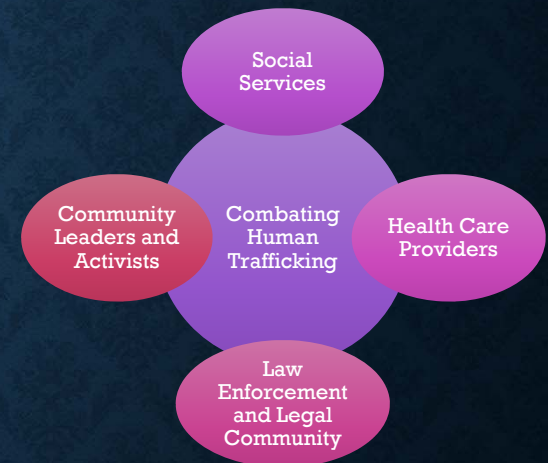 Social
Services
Community
Leaders and
Activists
Combating
Human
Trafficking
Health Care
Providers
Law
Enforcement
and Legal
Community